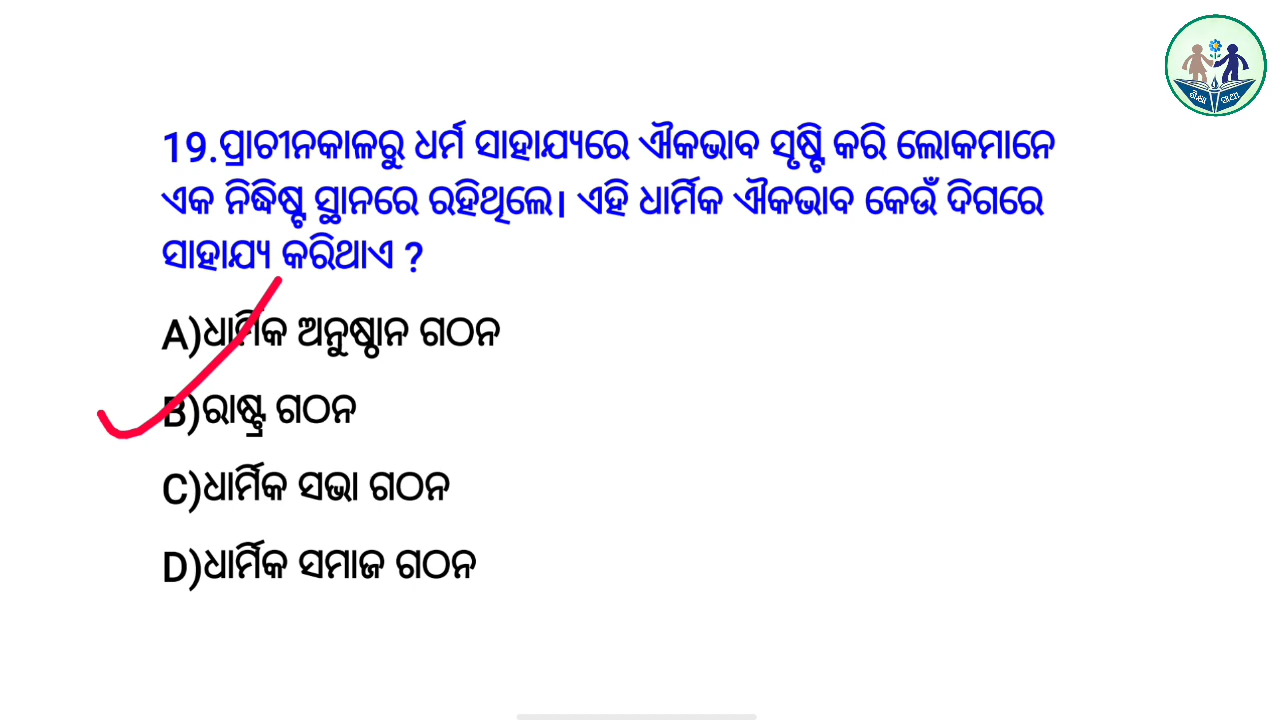 19.ପ୍ରାଚୀନକାଳରୁ ଧର୍ମ ସାହାଯ୍ୟରେ ଐକଭାବ ସୃଷ୍ଟି କରି ଲୋକମାନେ
ଏକ ନିଦ୍ଧିଷ୍ଟ ସ୍ଥାନରେ ରହିଥିଲେ। ଏହି ଧାର୍ମିକ ଐକଭାବ କେଉଁ ଦିଗରେ
ସାହାଯ୍ୟ କରିଥାଏ ?
A)ଧାର୍ମିକ ଅନୁଷ୍ଠାନ ଗଠନ
B)ରାଷ୍ଟ୍ର ଗଠନ
C)ଧାର୍ମିକ ସଭା ଗଠନ
D)ଧାର୍ମିକ ସମାଜ ଗଠନ